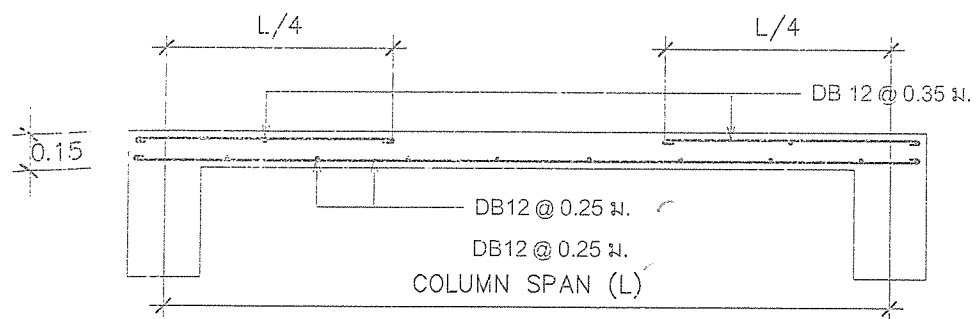 L/4
L/4
DB 12 @ 0.35 ม.
0.15
DB12 @ 0.25 ม.
DB12 @ 0.25 ม.
COLUMN SPAN (L)